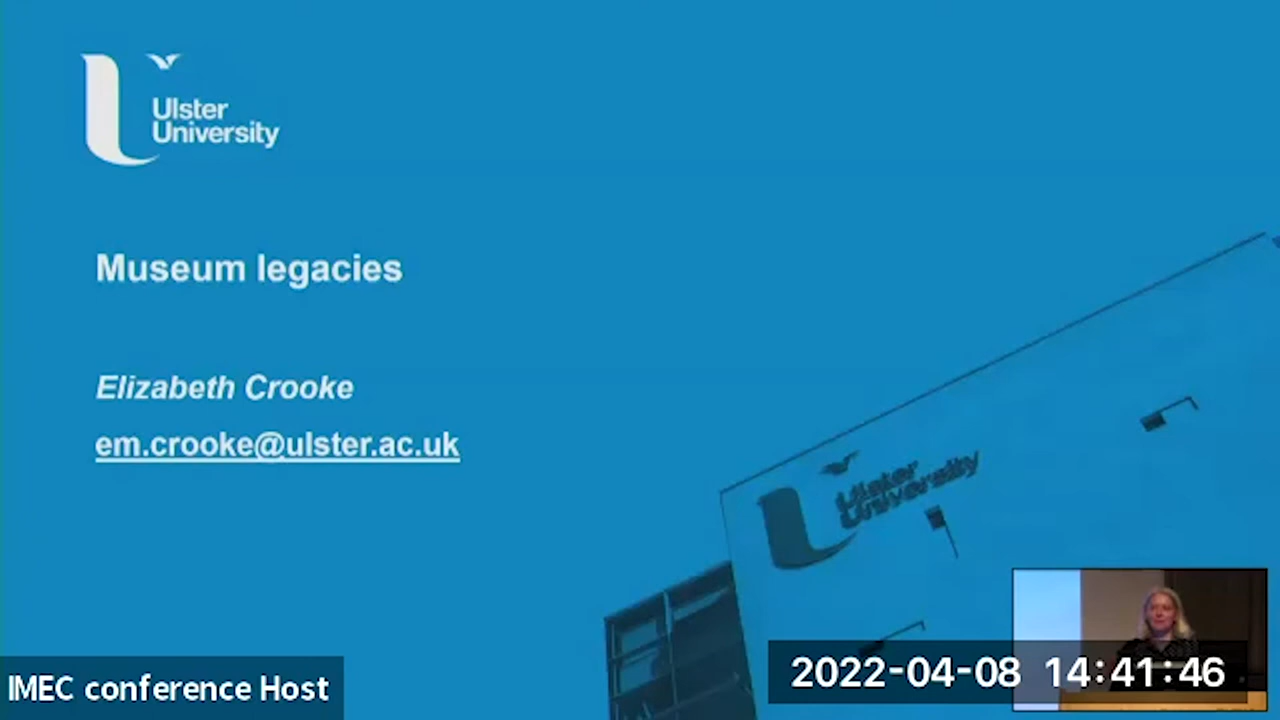 Ulster
University
Museum legacies
Elizabeth Crooke
em.crooke@ulster.ac.uk
Ulster
University
IMEC conference Host
2022-04-08 14:41:46